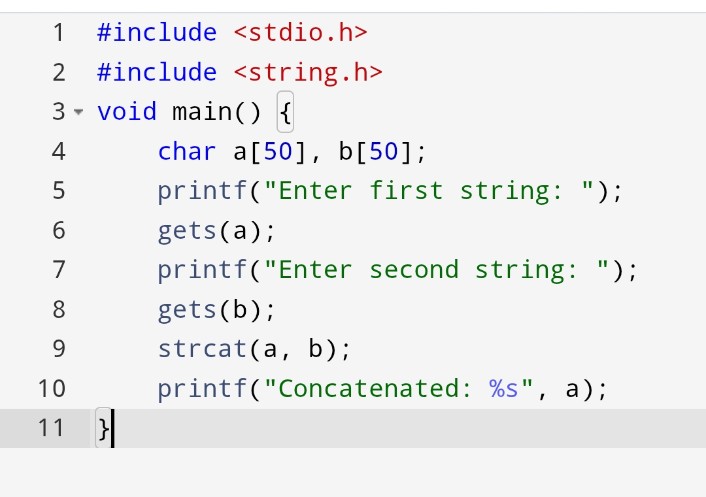 1 #include <stdio.h>
2 #include <string.h>
3 void main() {
4 char a[50], b[50];
5 printf("Enter first string: ");
6 gets(a);
7 printf("Enter second string: ");
8 gets(b);
9 strcat(a, b);
10 printf("Concatenated: %s", a);
11 }